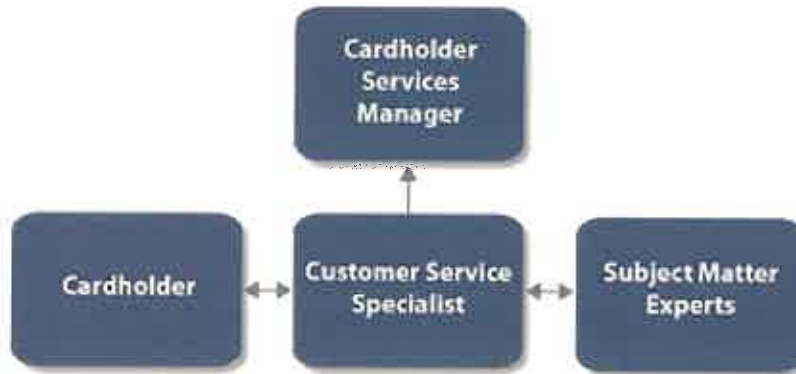 Cardholder
Services
Manager
Cardholder
Customer Service
Specialist
Subject Matter
Experts